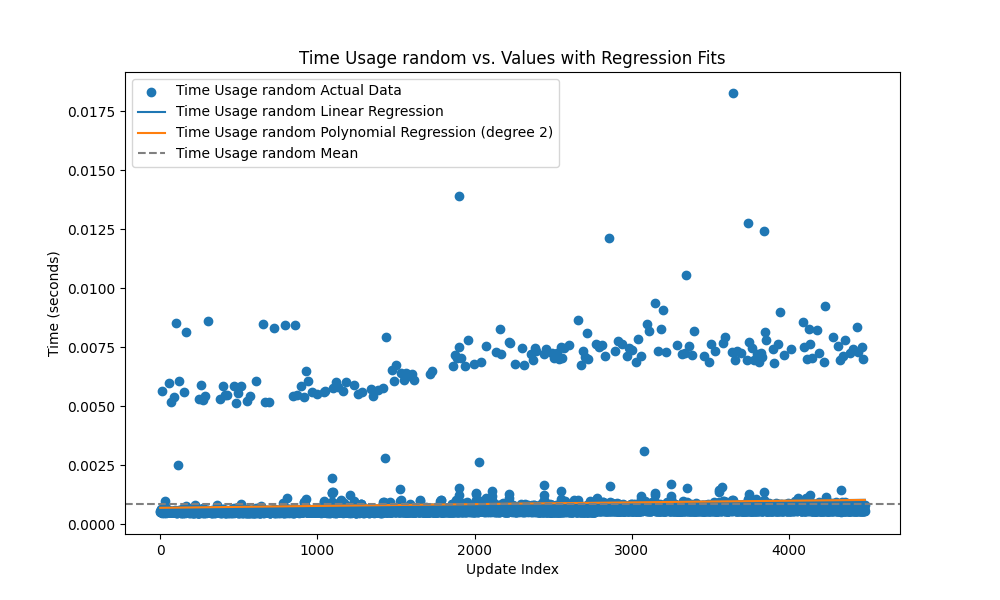 Time Usage random vs. Values with Regression Fits
Time Usage random Actual Data
Time Usage random Linear Regression
Time Usage random Polynomial Regression (degree 2)
Time Usage random Mean
Time (seconds)
0.0175
0.0150
0.0125
0.0100
0.0075
0.0050
0.0025
0.0000
0 1000 2000 3000 4000
Update Index